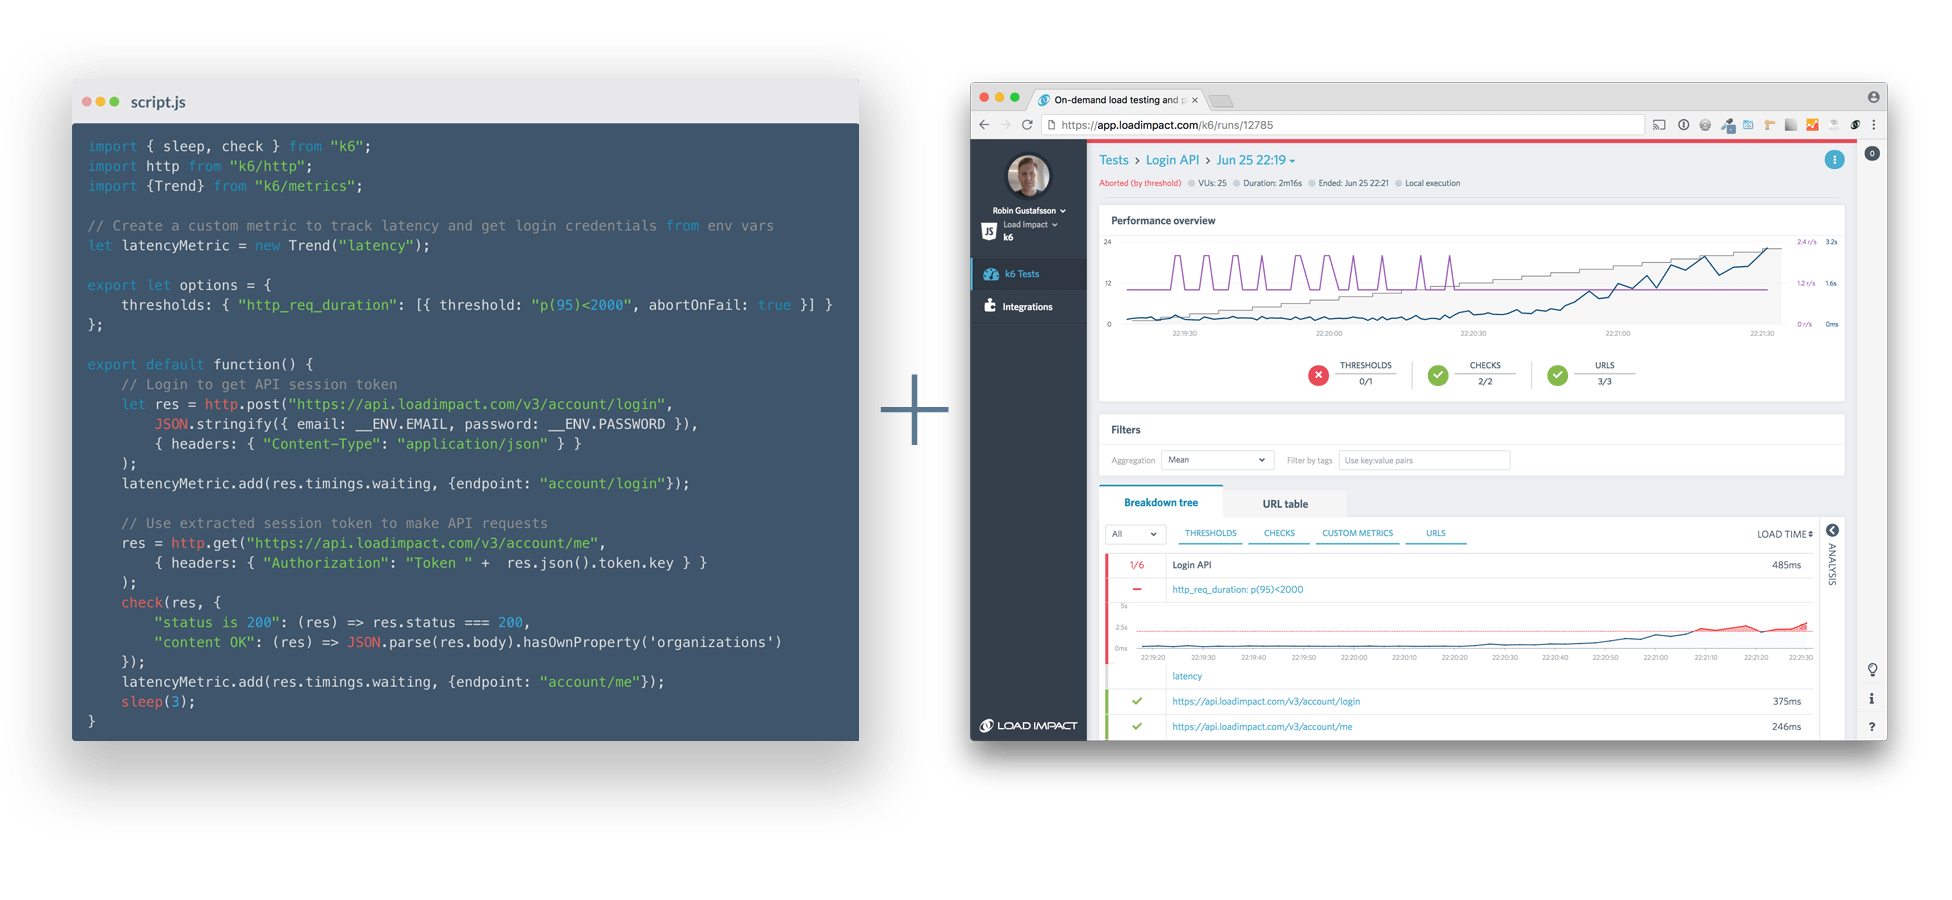 script.js
import { sleep, check } from "k6";
import http from "k6/http";
import {Trend} from "k6/metrics";
// Create a custom metric to track latency and get login credentials from env vars
let latencyMetric = new Trend("latency");
export let options = {
thresholds: { "http_req_duration": [{ threshold: "p(95)<2000", abortOnFail: true }] }
};
export default function() {
// Login to get API session token
let res = http.post("https://api.loadimpact.com/v3/account/login",
JSON.stringify({ email: __ENV.EMAIL, password: __ENV.PASSWORD }),
{ headers: { "Content-Type": "application/json" } }
);
latencyMetric.add(res.timings.waiting, {endpoint: "account/login"});
// Use extracted session token to make API requests
res = http.get("https://api.loadimpact.com/v3/account/me",
{ headers: { "Authorization": "Token " + res.json().token.key } }
);
check(res, {
"status is 200": (res) => res.status === 200,
"content OK": (res) => JSON.parse(res.body).hasOwnProperty('organizations')
});
latencyMetric.add(res.timings.waiting, {endpoint: "account/me"});
sleep(3);
}
On-demand load testing and
https://app.loadimpact.com/k6/runs/12785
Robin Gustafsson
JS
Load Impact
k6
k6 Tests
Integrations
LOAD IMPACT
Tests > Login API > Jun 25 22:19
0
Aborted (by threshold) VUs: 25 Duration: 2m16s Ended: Jun 25 22:21 Local execution
Performance overview
24 2.4 r/s 3.2s
12 1.2 r/s 1.6s
0 0 r/s 0ms
22:19:30 22:20:00 22:20:30 22:21:00 22:21:30
THRESHOLDS CHECKS URLS
0/1 2/2 3/3
Filters
Aggregation Mean Filter by tags Use key:value pairs
Breakdown tree URL table
All THRESHOLDS CHECKS CUSTOM METRICS URLS LOAD TIME
ANALYSIS
1/6 Login API 485ms
http_req_duration: p(95)<2000
5s
2.5s
0ms
22:19:20 22:19:30 22:19:40 22:19:50 22:20:00 22:20:10 22:20:20 22:20:30 22:20:40 22:20:50 22:21:00 22:21:10 22:21:20 22:21:30
latency
https://api.loadimpact.com/v3/account/login 375ms
https://api.loadimpact.com/v3/account/me 246ms